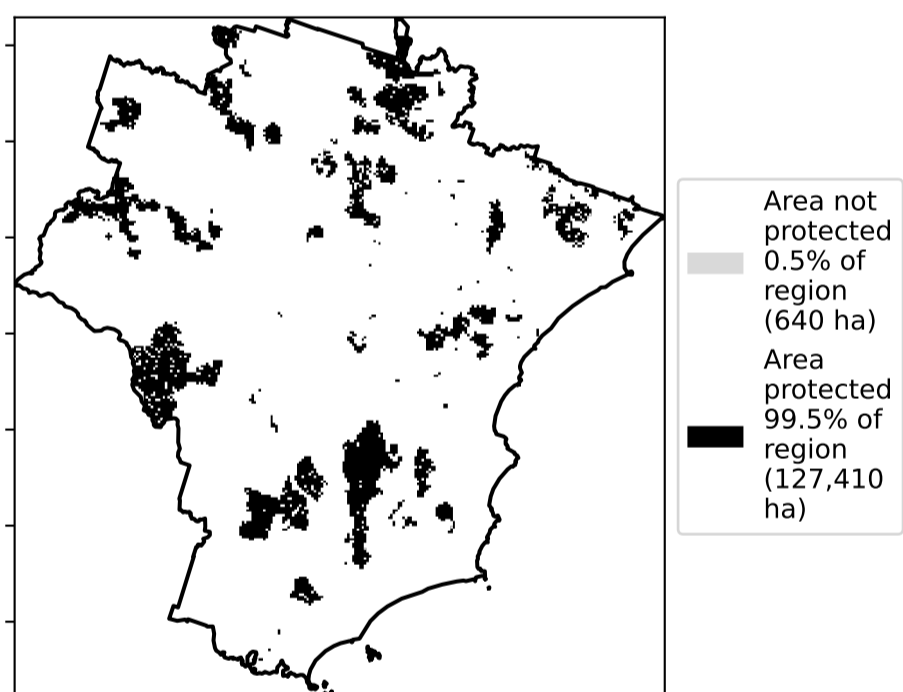 Area not
protected
0.5% of
region
(640 ha)
Area
protected
99.5% of
region
(127,410
ha)